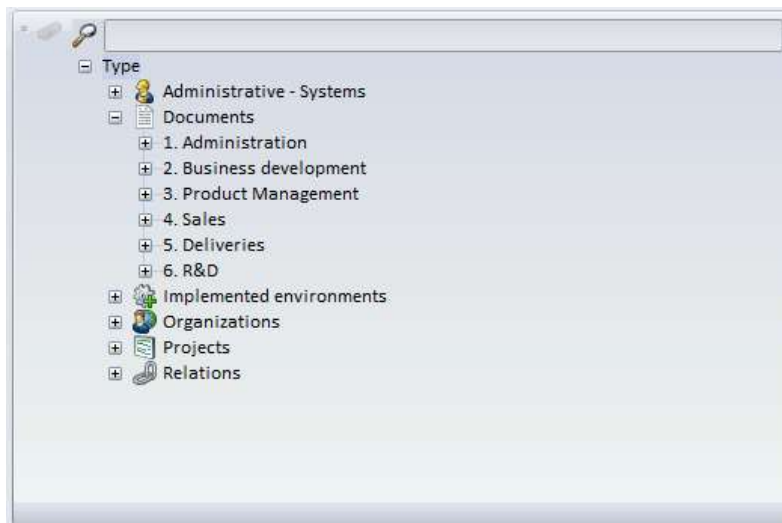 Type
Administrative - Systems
Documents
1. Administration
2. Business development
3. Product Management
4. Sales
5. Deliveries
6. R&D
Implemented environments
Organizations
Projects
Relations